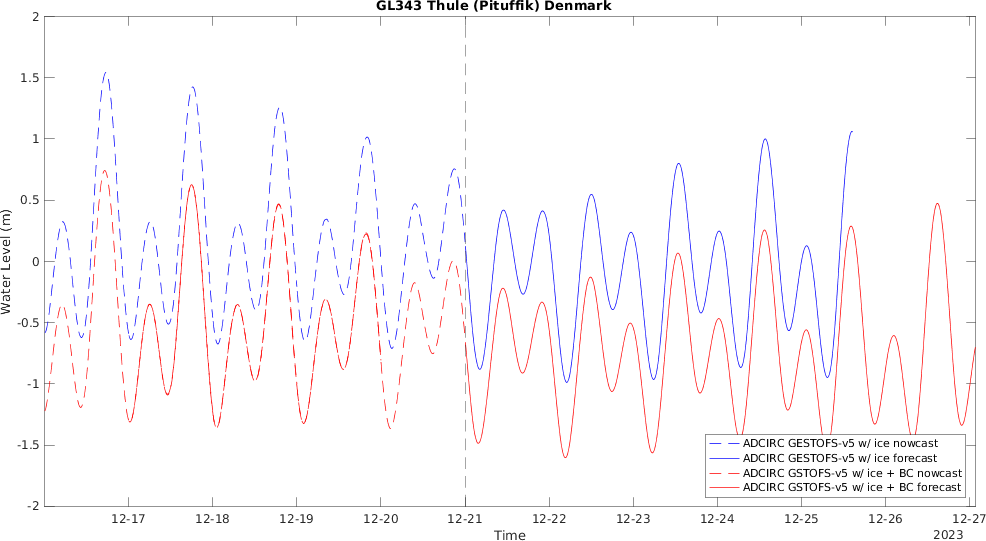 GL343 Thule (Pituffik) Denmark
2
1.5
1
0.5
0
-0.5
-1
-1.5
-2
Water Level (m)
ADCIRC GESTOFS-v5 w/ ice nowcast
ADCIRC GESTOFS-v5 w/ ice forecast
ADCIRC GSTOFS-v5 w/ ice + BC nowcast
ADCIRC GSTOFS-v5 w/ ice + BC forecast
12-17 12-18 12-19 12-20 12-21 12-22 12-23 12-24 12-25 12-26 12-27
Time
2023